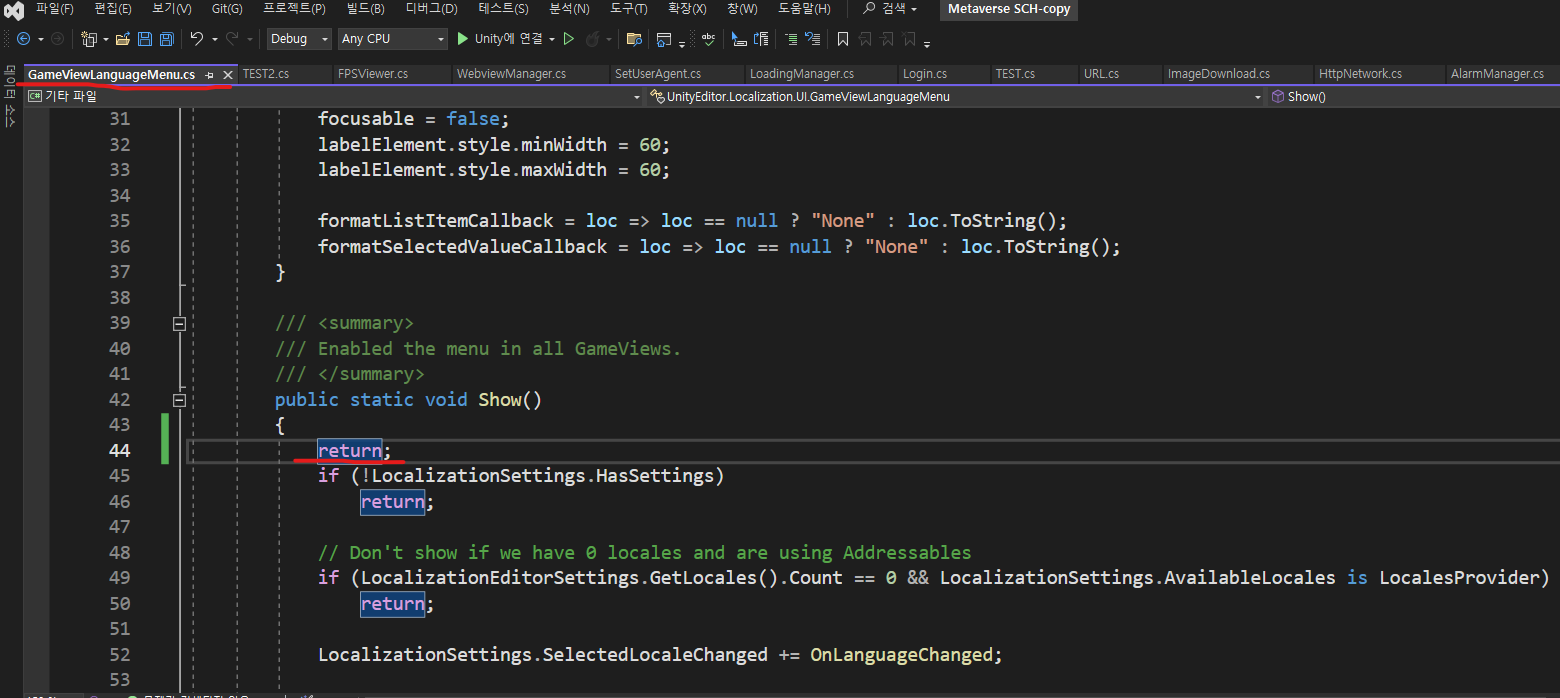 파일(F) 편집(E) 보기(V) Git(G) 프로젝트(P) 빌드(B) 디버그(D) 테스트(S) 분석(N) 도구(T) 확장(X) 창(W) 도움말(H) 검색 Metaverse SCH-copy
Debug Any CPU Unity에 연결
GameViewLanguageMenu.cs TEST2.cs FPSViewer.cs WebviewManager.cs SetUserAgent.cs LoadingManager.cs Login.cs TEST.cs URL.cs ImageDownload.cs HttpNetwork.cs AlarmManager.cs
C# 기타 파일 UnityEditor.Localization.UI.GameViewLanguageMenu Show()
31 focusable = false;
32 labelElement.style.minWidth = 60;
33 labelElement.style.maxWidth = 60;
34
35 formatListItemCallback = loc => loc == null ? "None" : loc.ToString();
36 formatSelectedValueCallback = loc => loc == null ? "None" : loc.ToString();
37 }
38
39 /// <summary>
40 /// Enabled the menu in all GameViews.
41 /// </summary>
42 public static void Show()
43 {
44 return;
45 if (!LocalizationSettings.HasSettings)
46 return;
47
48 // Don't show if we have 0 locales and are using Addressables
49 if (LocalizationEditorSettings.GetLocales().Count == 0 && LocalizationSettings.AvailableLocales is LocalesProvider)
50 return;
51
52 LocalizationSettings.SelectedLocaleChanged += OnLanguageChanged;
53